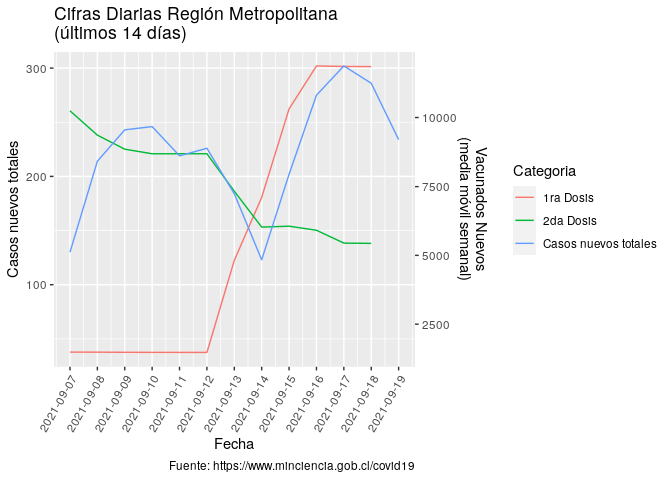 Cifras Diarias Región Metropolitana
(últimos 14 días)
Casos nuevos totales
300
200
100
10000
7500
5000
2500
Vacunados Nuevos
(media móvil semanal)
2021-09-07
2021-09-08
2021-09-09
2021-09-10
2021-09-11
2021-09-12
2021-09-13
2021-09-14
2021-09-15
2021-09-16
2021-09-17
2021-09-18
2021-09-19
Fecha
Categoria
1ra Dosis
2da Dosis
Casos nuevos totales
Fuente: https://www.minciencia.gob.cl/covid19